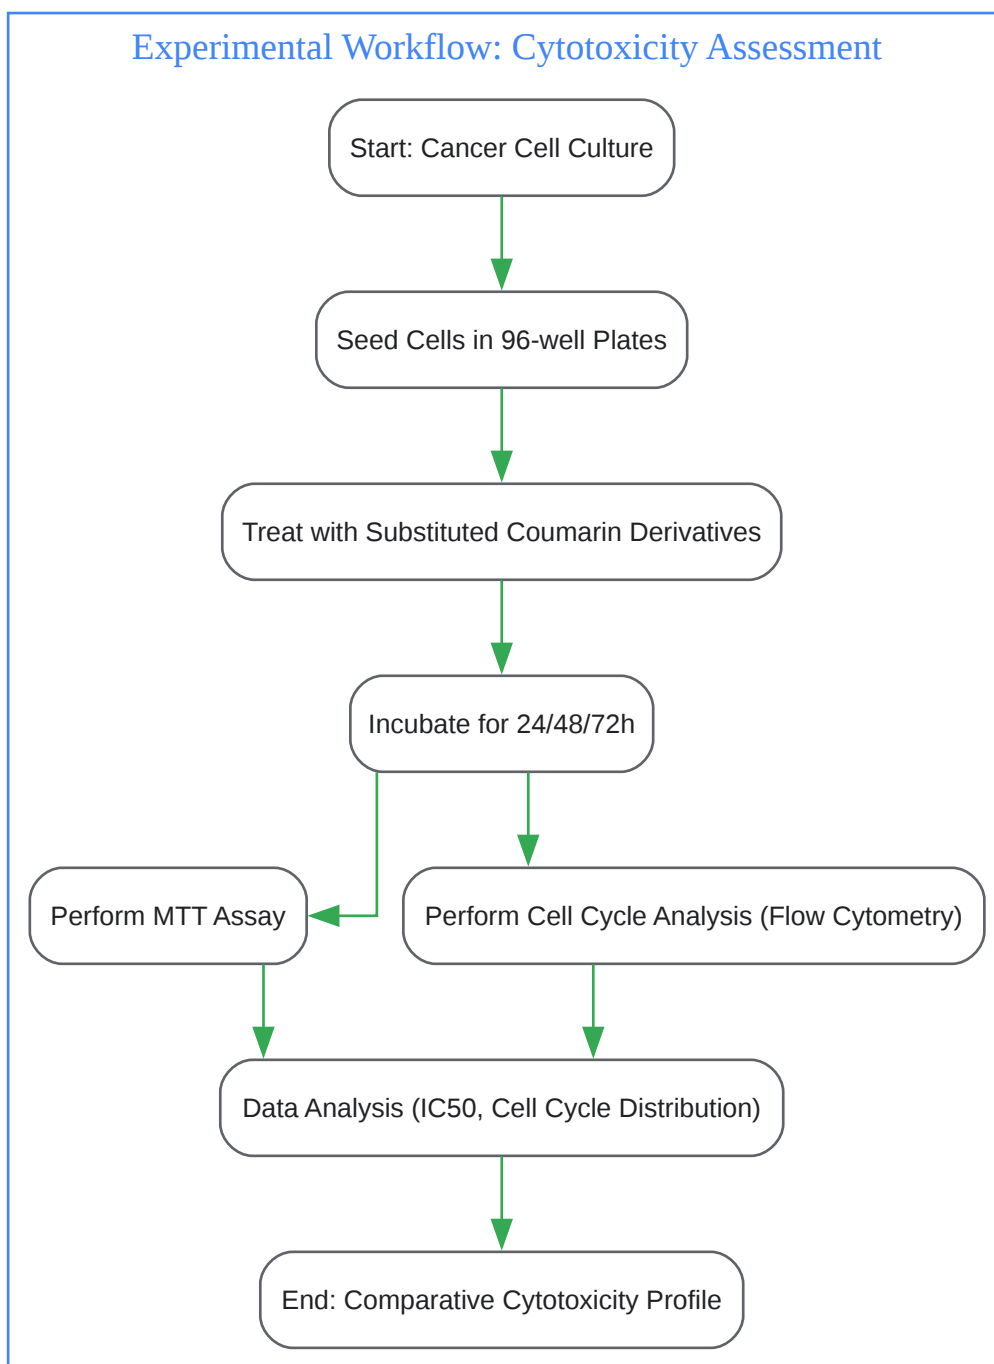 Experimental Workflow: Cytotoxicity Assessment
Start: Cancer Cell Culture
Seed Cells in 96-well Plates
Treat with Substituted Coumarin Derivatives
Incubate for 24/48/72h
Perform MTT Assay
Perform Cell Cycle Analysis (Flow Cytometry)
Data Analysis (IC50, Cell Cycle Distribution)
End: Comparative Cytotoxicity Profile